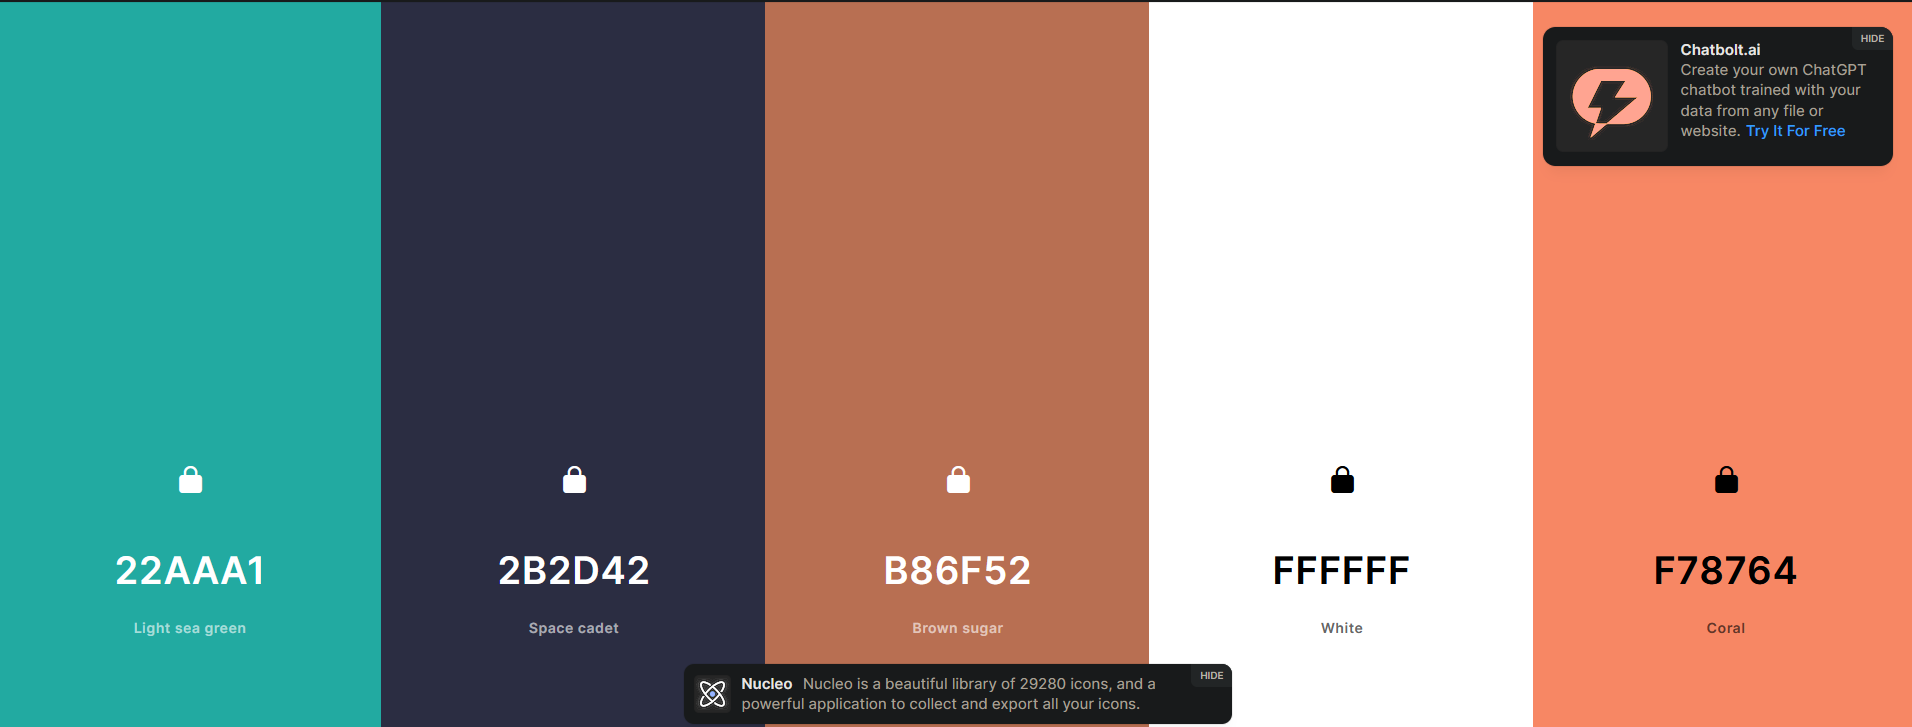 Chatbolt.ai
HIDE
Create your own ChatGPT
chatbot trained with your
data from any file or
website. Try It For Free
22AAA1
Light sea green
2B2D42
Space cadet
B86F52
Brown sugar
FFFFFF
White
F78764
Coral
Nucleo Nucleo is a beautiful library of 29280 icons, and a
powerful application to collect and export all your icons.
HIDE